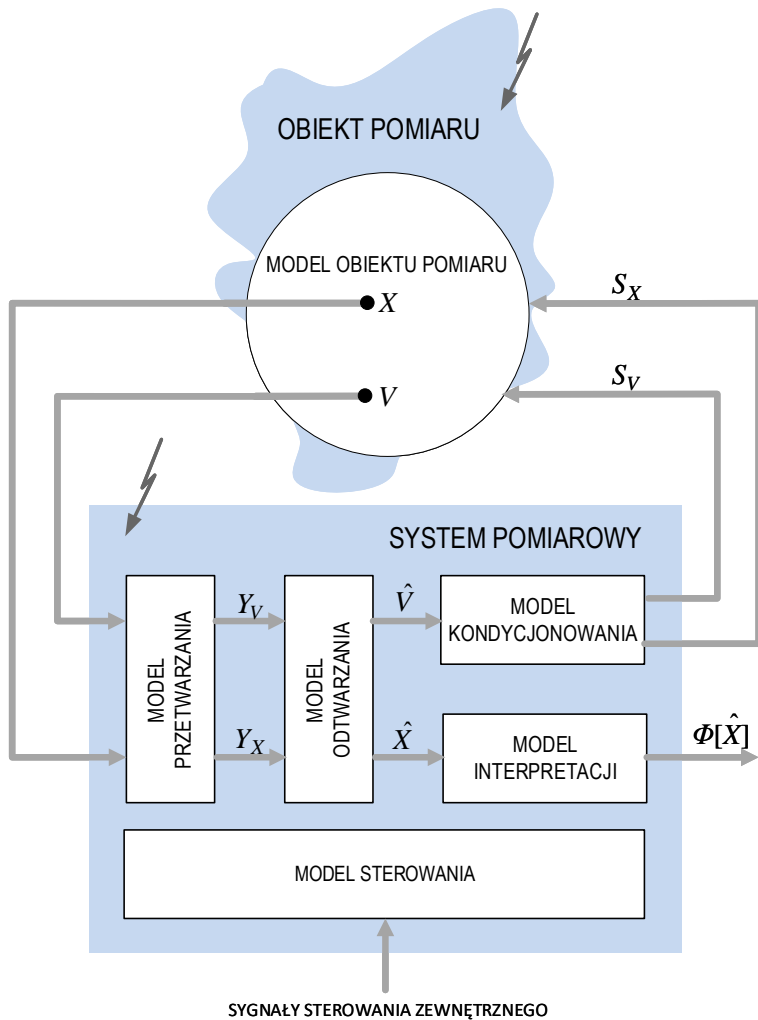 OBIEKT POMIARU
MODEL OBIEKTU POMIARU
X
S_X
V
S_V
SYSTEM POMIAROWY
MODEL PRZETWARZANIA
Y_V
Y_X
MODEL ODTWARZANIA
V̂
X̂
MODEL
KONDYCJONOWANIA
MODEL
INTERPRETACJI
Φ[X̂]
MODEL STEROWANIA
SYGNAŁY STEROWANIA ZEWNĘTRZNEGO